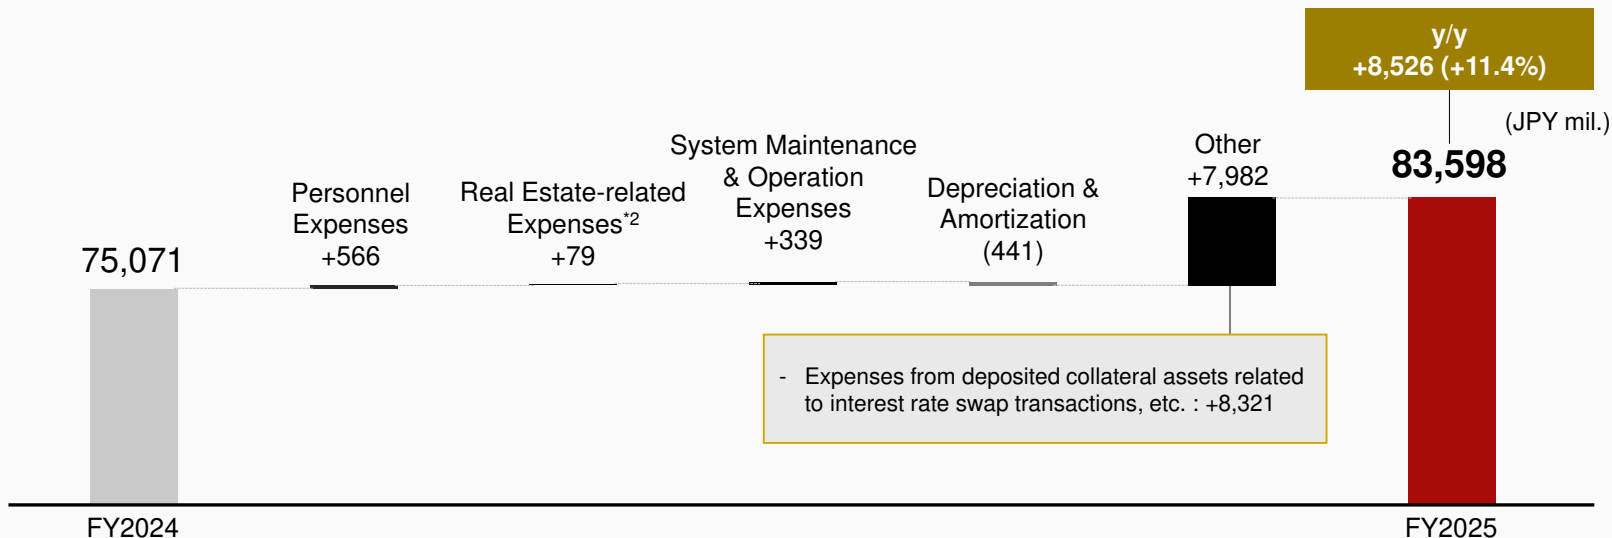 y/y
+8,526 (+11.4%)
(JPY mil.)
75,071
Personnel
Expenses
+566
Real Estate-related
Expenses*2
+79
System Maintenance
& Operation
Expenses
+339
Depreciation &
Amortization
(441)
Other
+7,982
83,598
- Expenses from deposited collateral assets related
to interest rate swap transactions, etc. : +8,321
FY2024
FY2025